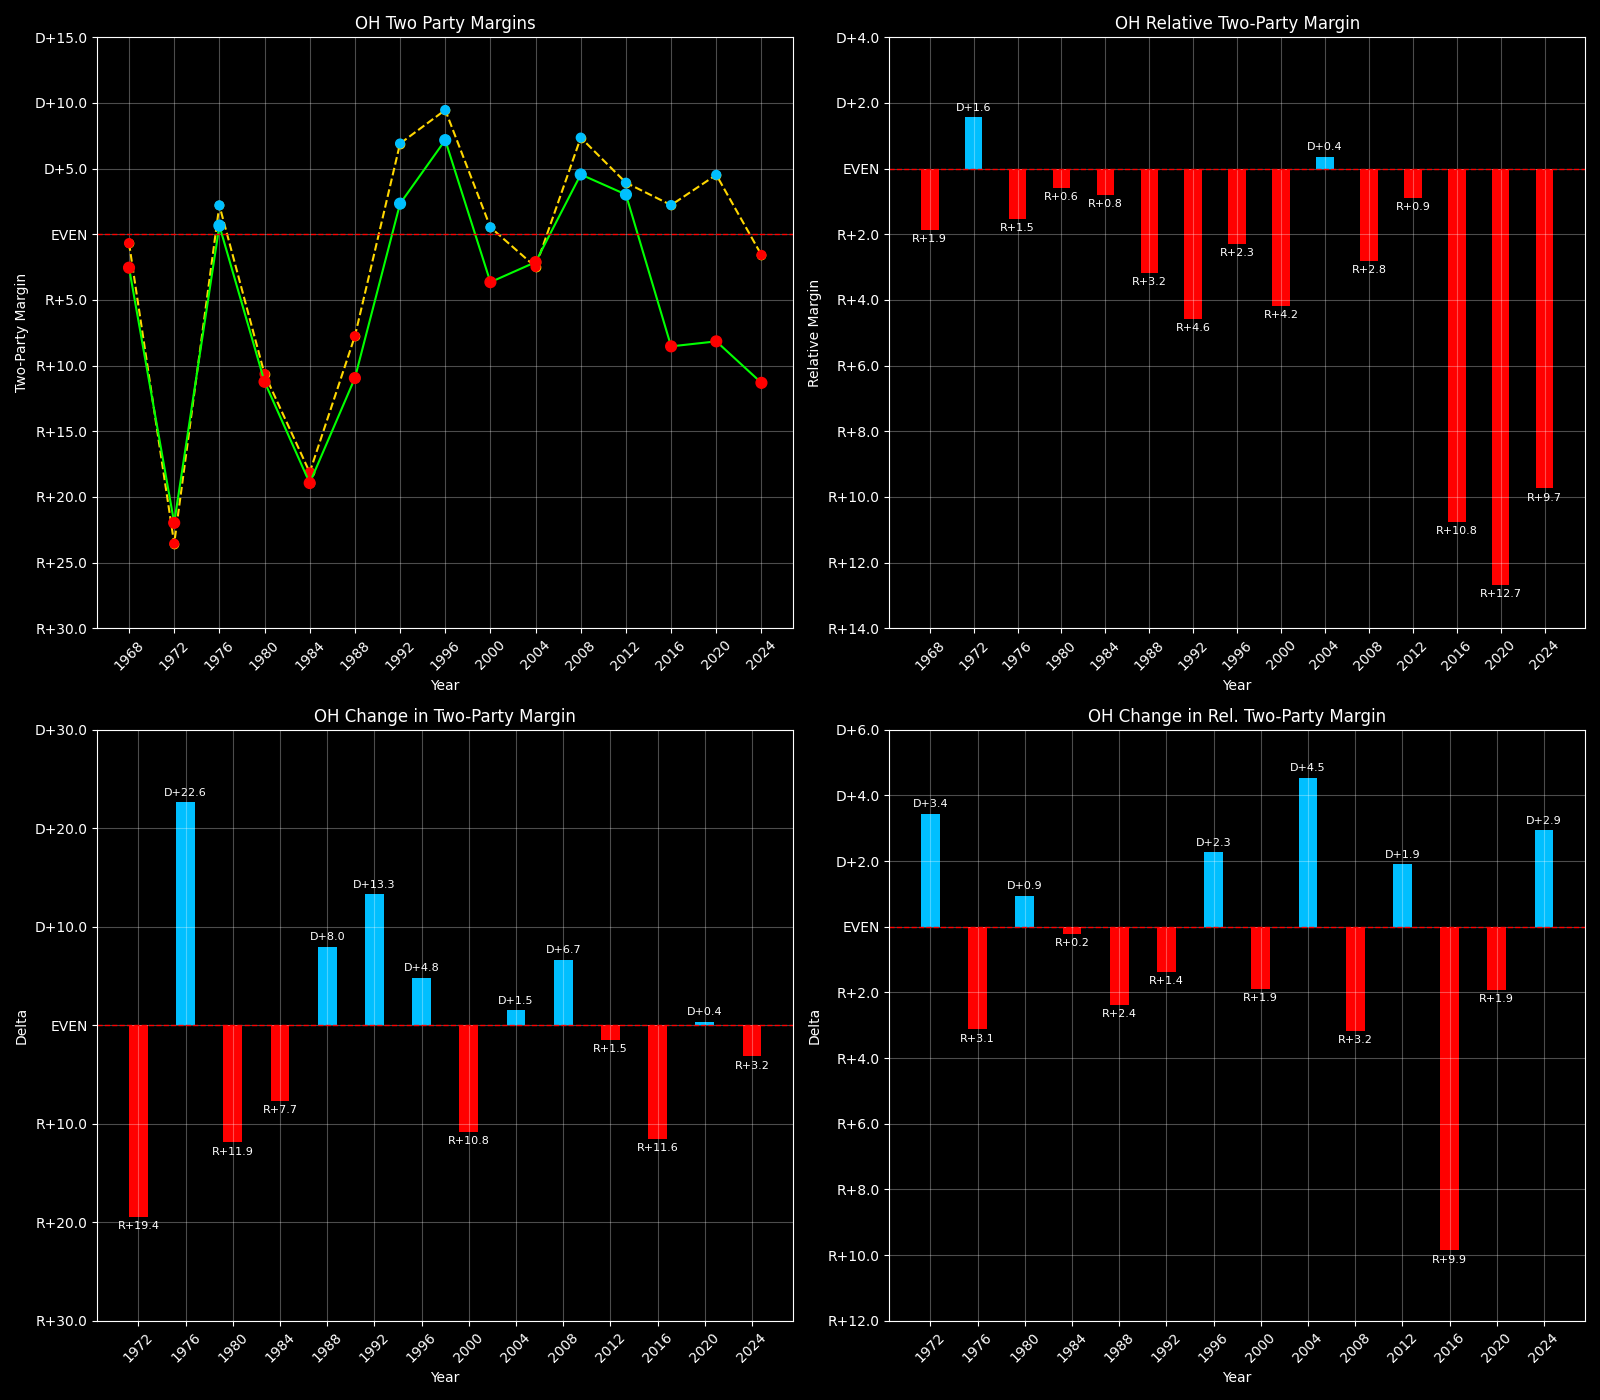 OH Two Party Margins
D+15.0
D+10.0
D+5.0
EVEN
R+5.0
R+10.0
R+15.0
R+20.0
R+25.0
R+30.0
Two-Party Margin
1968 1972 1976 1980 1984 1988 1992 1996 2000 2004 2008 2012 2016 2020 2024
Year
OH Relative Two-Party Margin
D+4.0
D+2.0
EVEN
R+2.0
R+4.0
R+6.0
R+8.0
R+10.0
R+12.0
R+14.0
Relative Margin
R+1.9 D+1.6 R+1.5 R+0.6 R+0.8 R+3.2 R+4.6 R+2.3 R+4.2 D+0.4 R+2.8 R+0.9 R+10.8 R+12.7 R+9.7
1968 1972 1976 1980 1984 1988 1992 1996 2000 2004 2008 2012 2016 2020 2024
Year
OH Change in Two-Party Margin
D+30.0
D+20.0
D+10.0
EVEN
R+10.0
R+20.0
R+30.0
Delta
R+19.4 D+22.6 R+11.9 R+7.7 D+8.0 D+13.3 D+4.8 R+10.8 D+1.5 D+6.7 R+1.5 R+11.6 D+0.4 R+3.2
1972 1976 1980 1984 1988 1992 1996 2000 2004 2008 2012 2016 2020 2024
Year
OH Change in Rel. Two-Party Margin
D+6.0
D+4.0
D+2.0
EVEN
R+2.0
R+4.0
R+6.0
R+8.0
R+10.0
R+12.0
Delta
D+3.4 R+3.1 D+0.9 R+0.2 R+2.4 R+1.4 D+2.3 R+1.9 D+4.5 R+3.2 D+1.9 R+9.9 R+1.9 D+2.9
1972 1976 1980 1984 1988 1992 1996 2000 2004 2008 2012 2016 2020 2024
Year